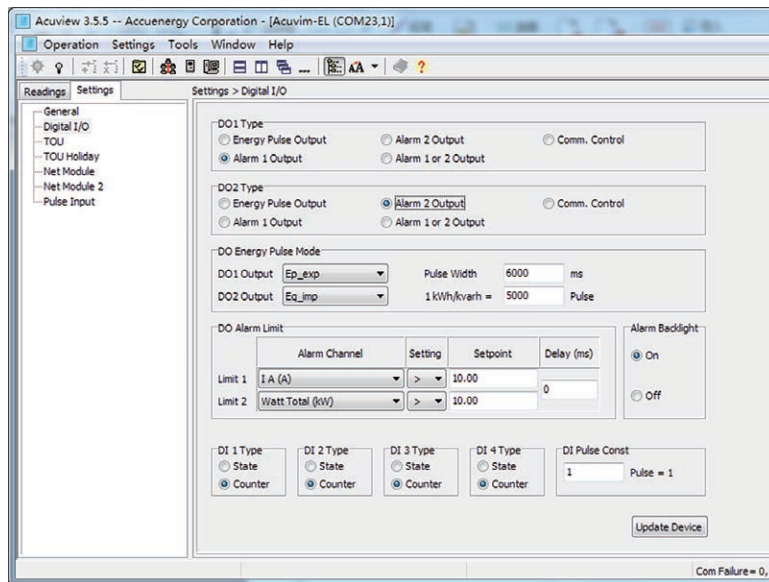 Acuview 3.5.5 -- Accuenergy Corporation - [Acuvim-EL (COM23,1)]
Operation Settings Tools Window Help
Readings Settings
Settings > Digital I/O
General
Digital I/O
TOU
TOU Holiday
Net Module
Net Module 2
Pulse Input
DO1 Type
Energy Pulse Output Alarm 2 Output Comm. Control
Alarm 1 Output Alarm 1 or 2 Output
DO2 Type
Energy Pulse Output Alarm 2 Output Comm. Control
Alarm 1 Output Alarm 1 or 2 Output
DO Energy Pulse Mode
DO1 Output Ep_exp Pulse Width 6000 ms
DO2 Output Eq_imp 1 kWh/kvarh = 5000 Pulse
DO Alarm Limit Alarm Backlight
Alarm Channel Setting Setpoint Delay (ms)
On
Limit 1 I A (A) > 10.00
0
Limit 2 Watt Total (kW) > 10.00
Off
DI 1 Type DI 2 Type DI 3 Type DI 4 Type DI Pulse Const
State State State State 1 Pulse = 1
Counter Counter Counter Counter
Update Device
Com Failure= 0,